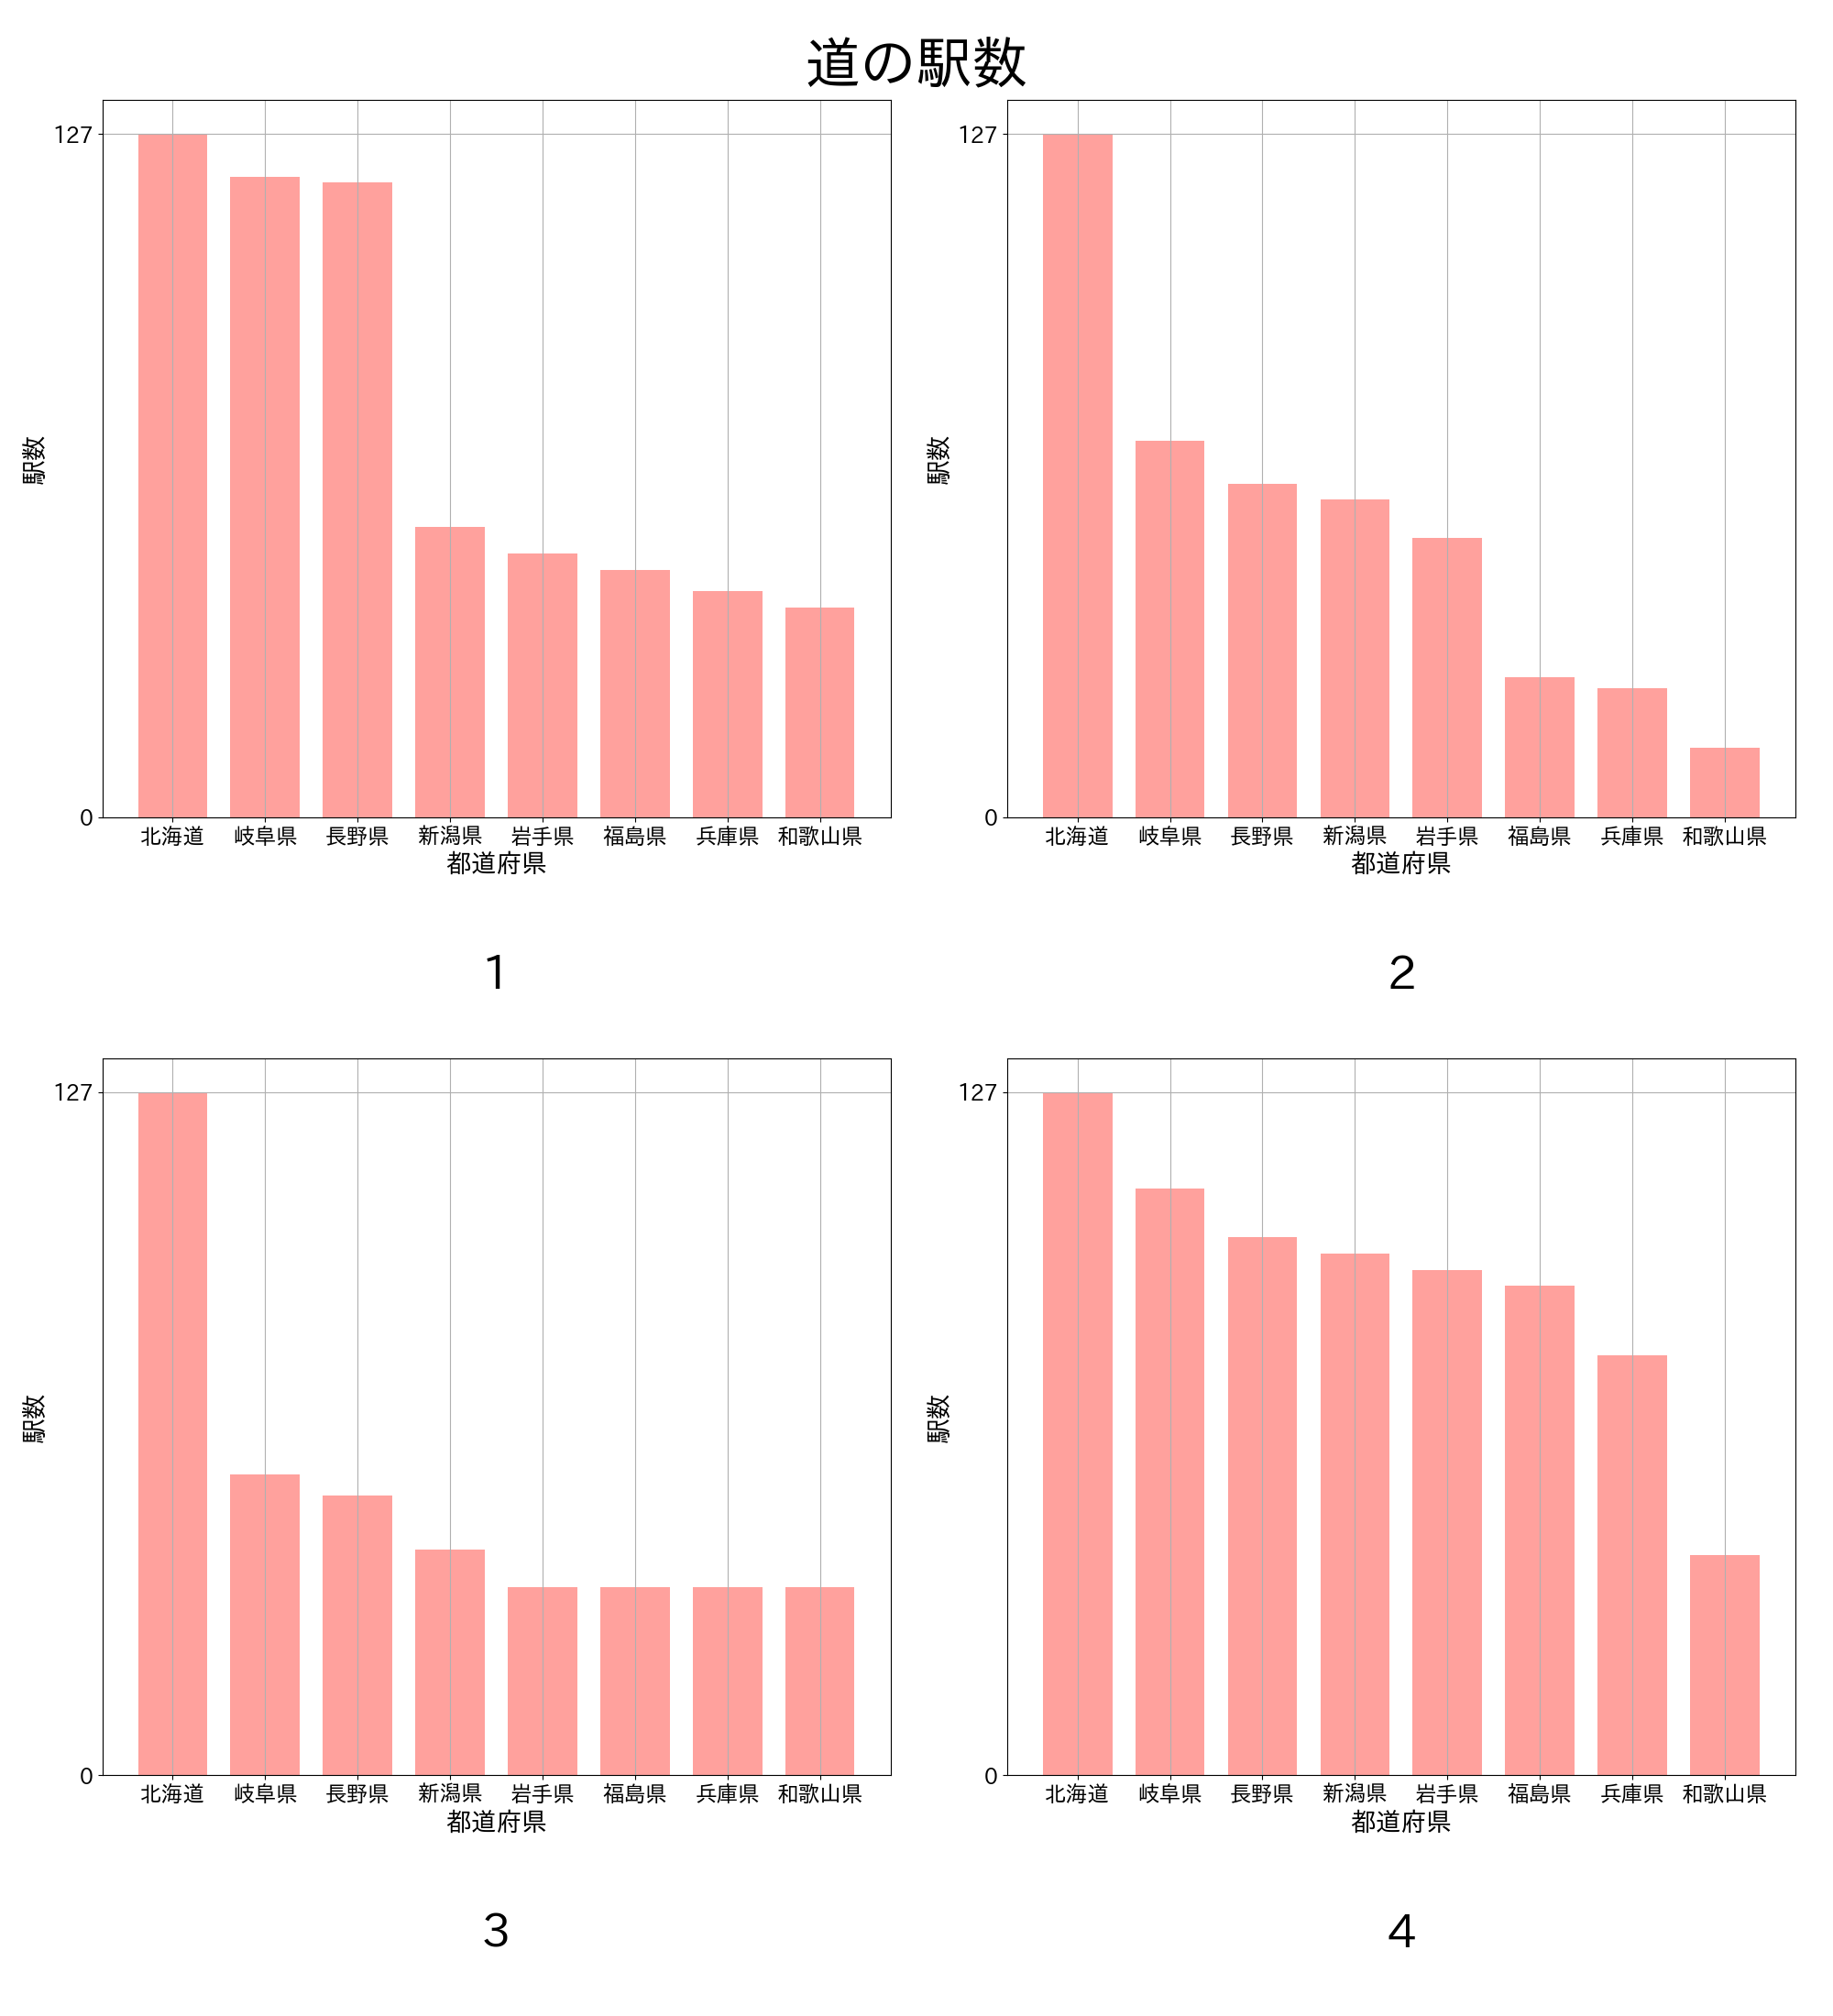 道の駅数
127
0
駅数
北海道 岐阜県 長野県 新潟県 岩手県 福島県 兵庫県 和歌山県
都道府県
1
127
0
駅数
北海道 岐阜県 長野県 新潟県 岩手県 福島県 兵庫県 和歌山県
都道府県
2
127
0
駅数
北海道 岐阜県 長野県 新潟県 岩手県 福島県 兵庫県 和歌山県
都道府県
3
127
0
駅数
北海道 岐阜県 長野県 新潟県 岩手県 福島県 兵庫県 和歌山県
都道府県
4